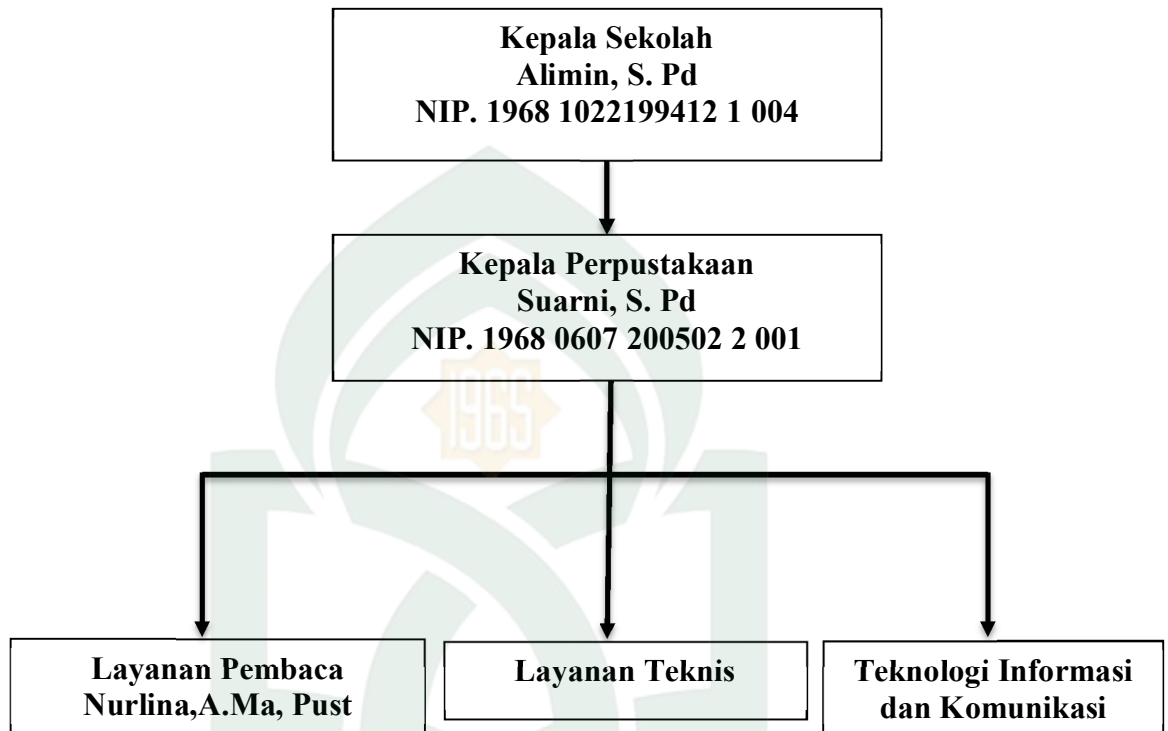 Kepala Sekolah
Alimin, S. Pd
NIP. 1968 1022199412 1 004
Kepala Perpustakaan
Suarni, S. Pd
NIP. 1968 0607 200502 2 001
1965
Layanan Pembaca
Nurlina,A.Ma, Pust
Layanan Teknis
Teknologi Informasi
dan Komunikasi